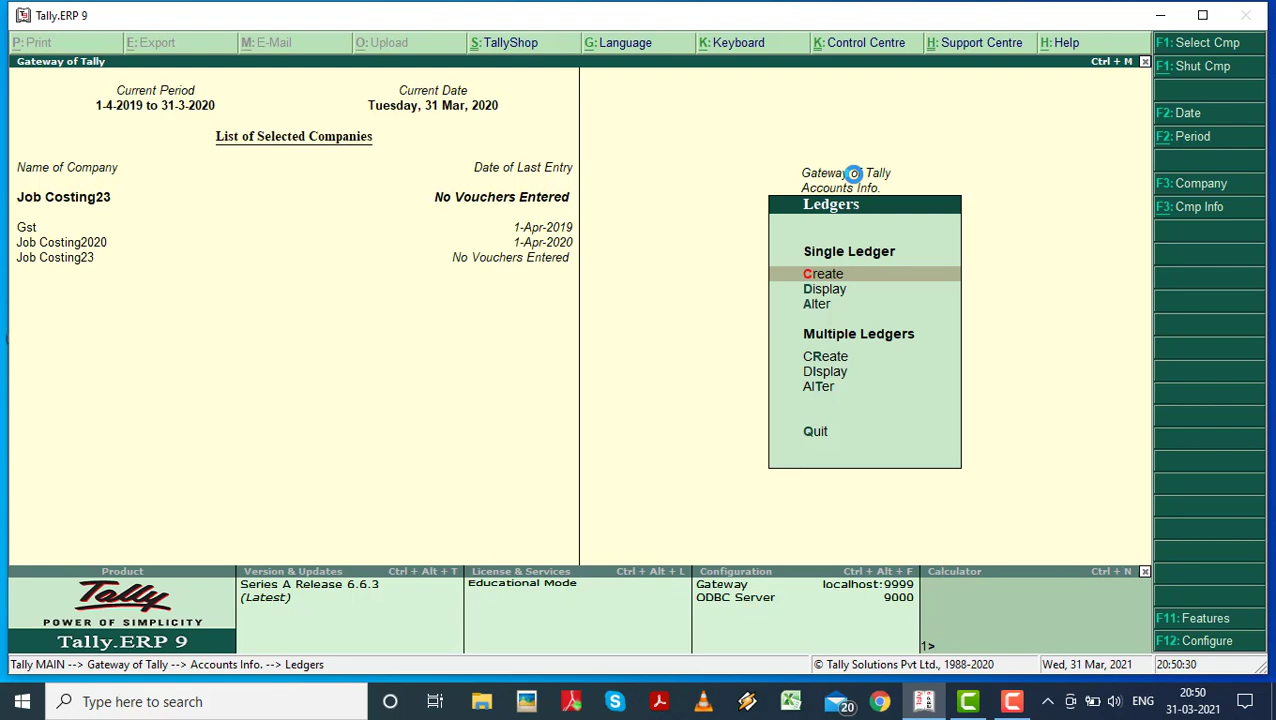 Tally.ERP 9
P: Print
E: Export
M: E-Mail
O: Upload
S: TallyShop
G: Language
K: Keyboard
K: Control Centre
H: Support Centre
H: Help
F1: Select Cmp
Gateway of Tally
Ctrl + M
F1: Shut Cmp
Current Period
Current Date
1-4-2019 to 31-3-2020
Tuesday, 31 Mar, 2020
F2: Date
List of Selected Companies
F2: Period
Name of Company
Date of Last Entry
Job Costing23
No Vouchers Entered
F3: Company
F3: Cmp Info
Gst
1-Apr-2019
Job Costing2020
1-Apr-2020
Job Costing23
No Vouchers Entered
Gateway of Tally
Accounts Info.
Ledgers
Single Ledger
Create
Display
Alter
Multiple Ledgers
CReate
DIsplay
AlTer
Quit
Product
Tally
POWER OF SIMPLICITY
Tally.ERP 9
Version & Updates
Ctrl + Alt + T
Series A Release 6.6.3
(Latest)
License & Services
Ctrl + Alt + L
Educational Mode
Configuration
Ctrl + Alt + F
Gateway
localhost:9999
ODBC Server
9000
Calculator
Ctrl + N
1>
F11: Features
F12: Configure
Tally MAIN --> Gateway of Tally --> Accounts Info. --> Ledgers
© Tally Solutions Pvt Ltd., 1988-2020
Wed, 31 Mar, 2021
20:50:30
Type here to search
20
ENG
20:50
31-03-2021